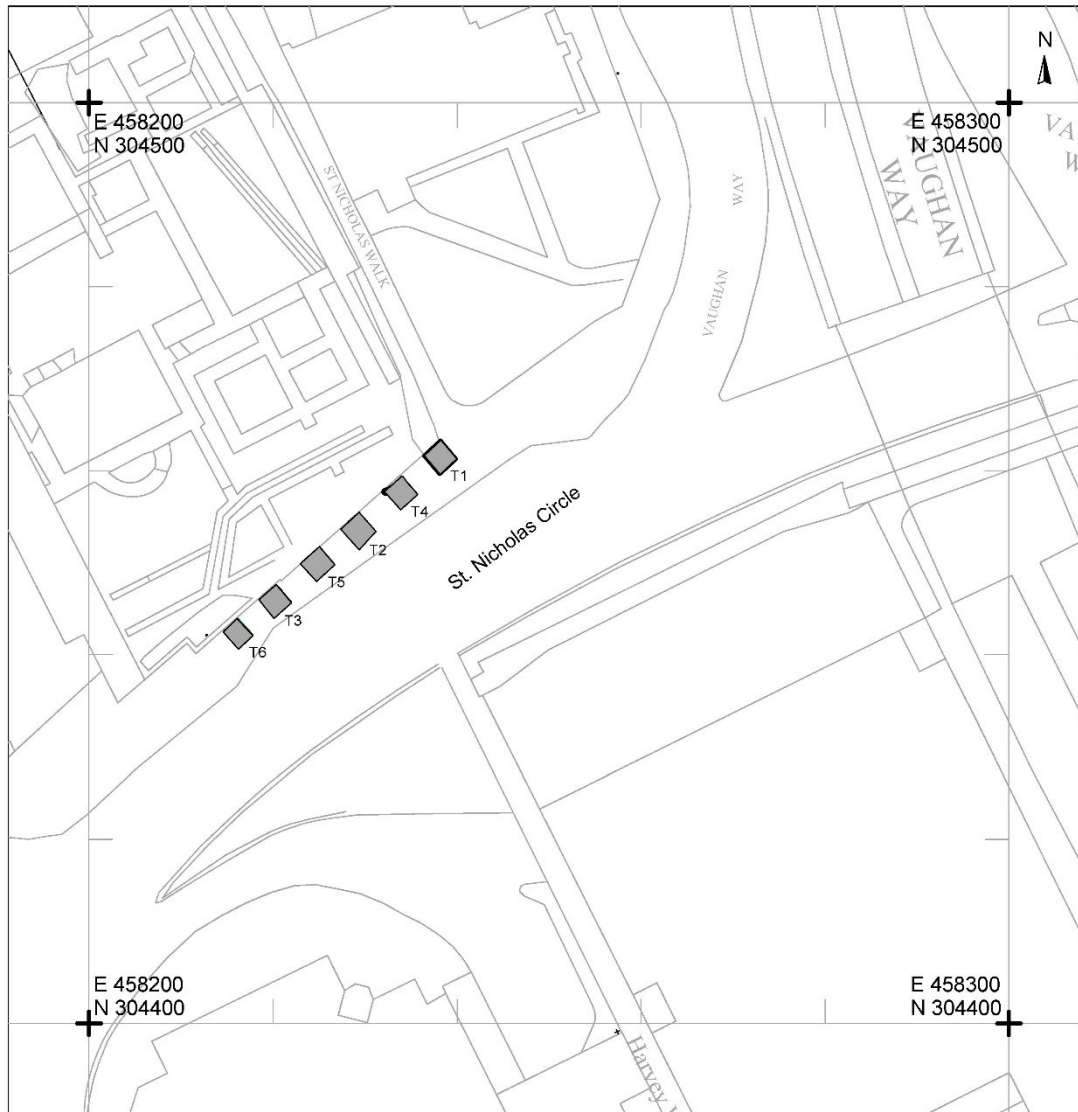 N
E 458200
N 304500
E 458300
N 304500
VAUGHAN
WAY
ST NICHOLAS WALK
WAY
VAUGHAN
T1
T4
T2
T5
T3
T6
St. Nicholas Circle
E 458200
N 304400
E 458300
N 304400
Harvey